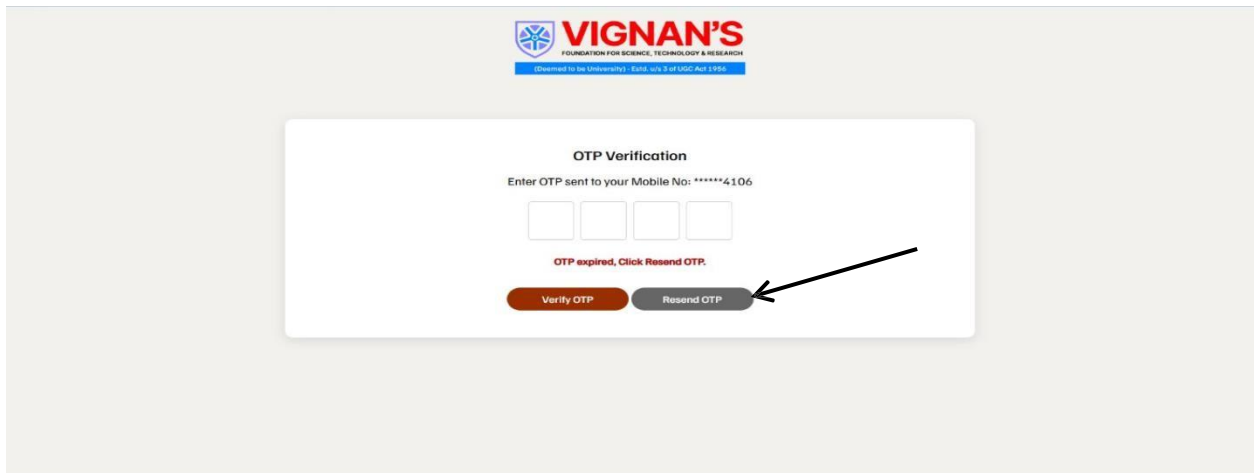 VIGNAN'S
FOUNDATION FOR SCIENCE, TECHNOLOGY & RESEARCH
(Deemed to be University) - Estd. u/s 3 of UGC Act 1956
OTP Verification
Enter OTP sent to your Mobile No: ******4106
OTP expired, Click Resend OTP.
Verify OTP Resend OTP